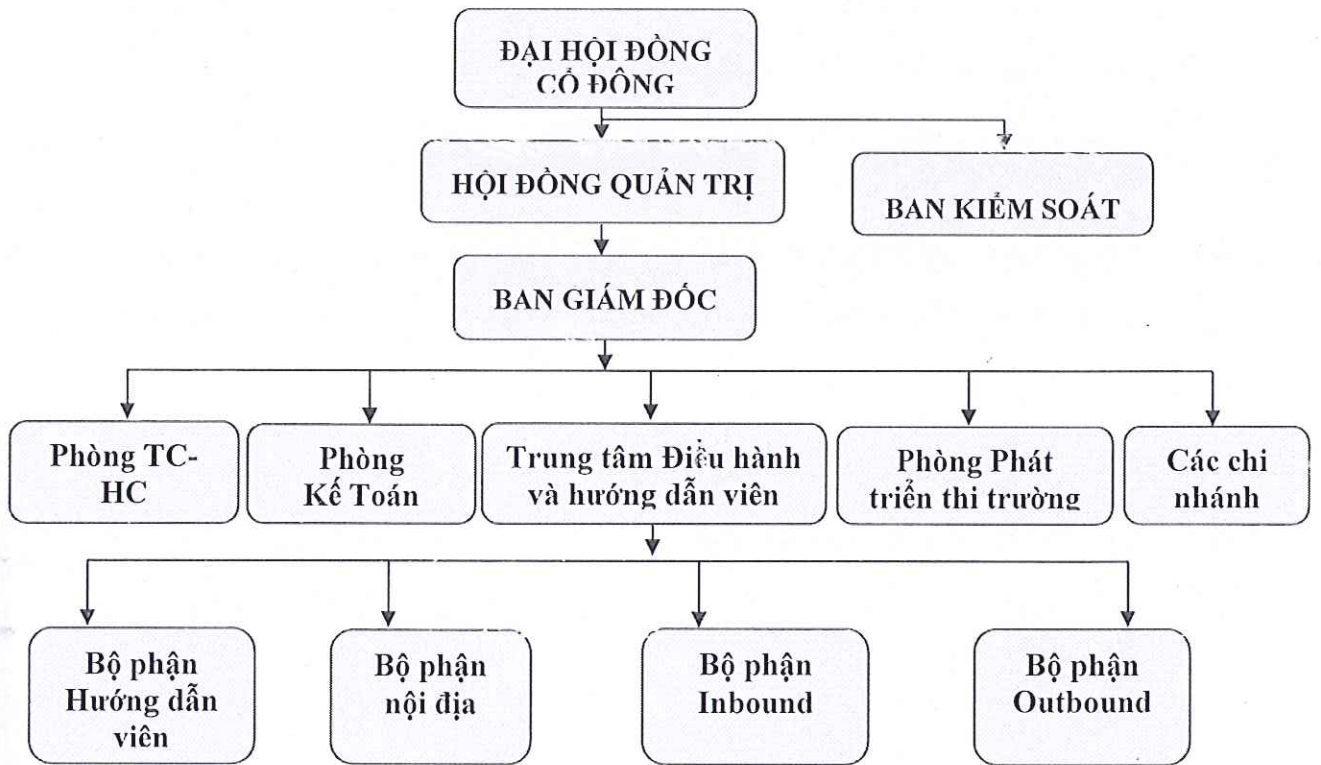 ĐẠI HỘI ĐỒNG
CỔ ĐÔNG
HỘI ĐỒNG QUẢN TRỊ
BAN KIỂM SOÁT
BAN GIÁM ĐỐC
Phòng TC-
HC
Phòng
Kế Toán
Trung tâm Điều hành
và hướng dẫn viên
Phòng Phát
triển thi trường
Các chi
nhánh
Bộ phận
Hướng dẫn
viên
Bộ phận
nội địa
Bộ phận
Inbound
Bộ phận
Outbound